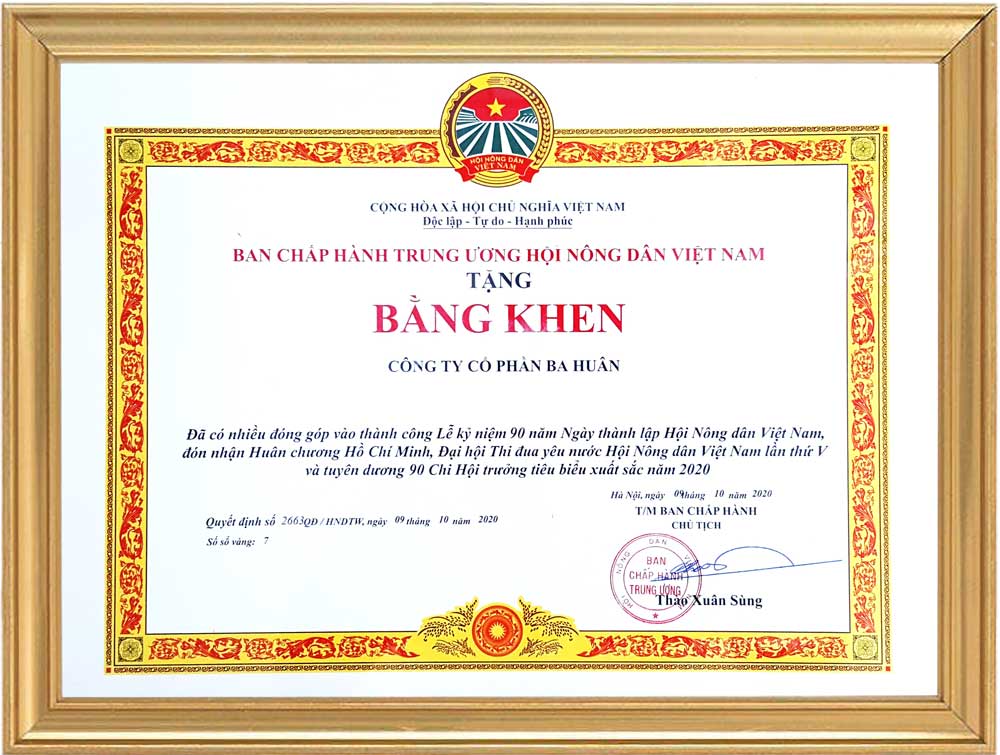 HỘI NÔNG DÂN
VIỆT NAM
CỘNG HÒA XÃ HỘI CHỦ NGHĨA VIỆT NAM
Độc lập - Tự do - Hạnh phúc
BAN CHẤP HÀNH TRUNG ƯƠNG HỘI NÔNG DÂN VIỆT NAM
TẶNG
BẰNG KHEN
CÔNG TY CỔ PHẦN BA HUÂN
Đã có nhiều đóng góp vào thành công Lễ kỷ niệm 90 năm Ngày thành lập Hội Nông dân Việt Nam,
đón nhận Huân chương Hồ Chí Minh, Đại hội Thi đua yêu nước Hội Nông dân Việt Nam lần thứ V
và tuyên dương 90 Chi Hội trưởng tiêu biểu xuất sắc năm 2020
Hà Nội, ngày 09 tháng 10 năm 2020
T/M BAN CHẤP HÀNH
CHỦ TỊCH
Quyết định số 2663QĐ / HNDTW, ngày 09 tháng 10 năm 2020
Số sổ vàng: 7
HỘI NÔNG DÂN VIỆT NAM
BAN
CHẤP HÀNH
TRUNG ƯƠNG
Thào Xuân Sùng